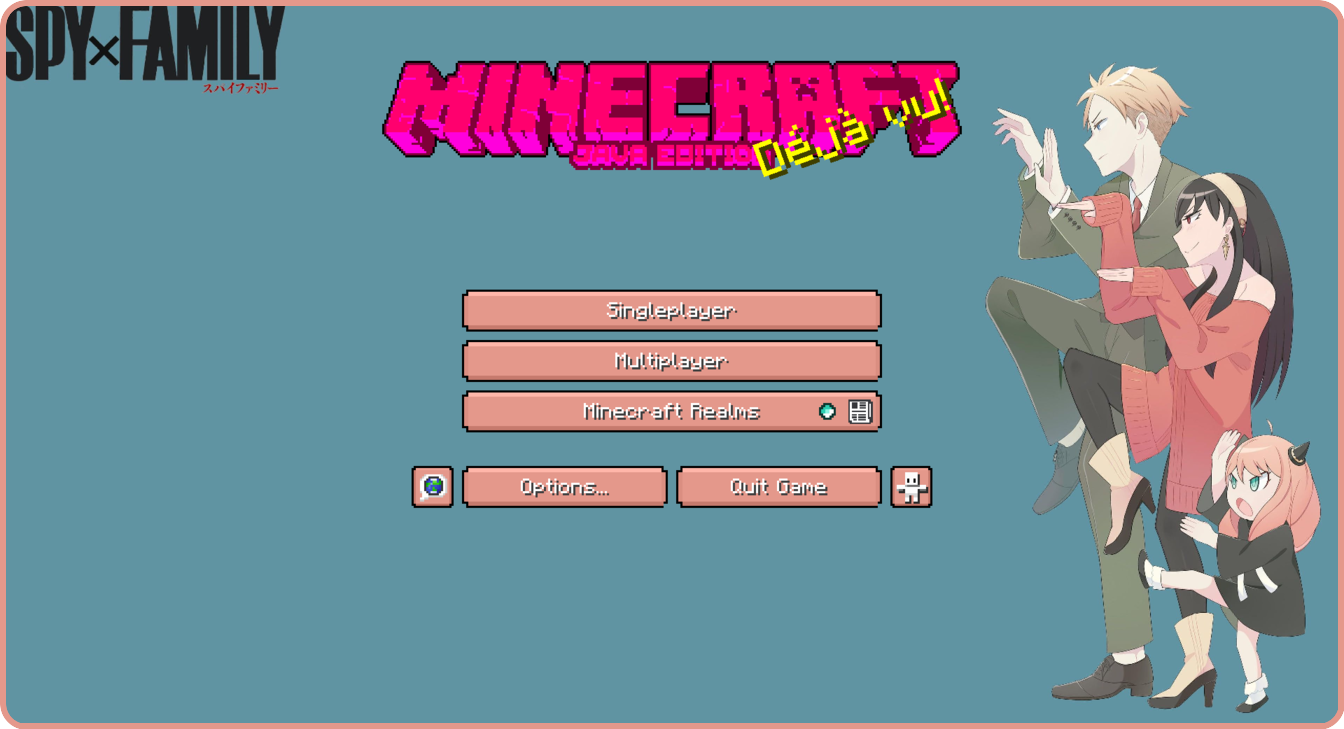 SPY×FAMILY
スパイファミリー
MINECRAFT
JAVA EDITION
Déjà vu!
Singleplayer
Multiplayer
Minecraft Realms
Options...
Quit Game